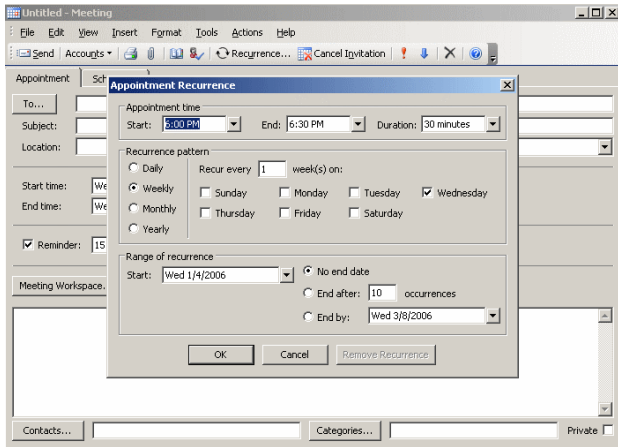 Untitled - Meeting
File Edit View Insert Format Tools Actions Help
Send Accounts Recurrence... Cancel Invitation
Appointment Sch
Appointment Recurrence
To...
Appointment time
Start: 6:00 PM End: 6:30 PM Duration: 30 minutes
Subject:
Location:
Recurrence pattern
Daily Recur every 1 week(s) on:
Weekly Sunday Monday Tuesday Wednesday
Monthly Thursday Friday Saturday
Yearly
Start time: We
End time: We
Reminder: 15
Range of recurrence
Start: Wed 1/4/2006 No end date
End after: 10 occurrences
End by: Wed 3/8/2006
Meeting Workspace.
OK Cancel Remove Recurrence
Contacts... Categories... Private